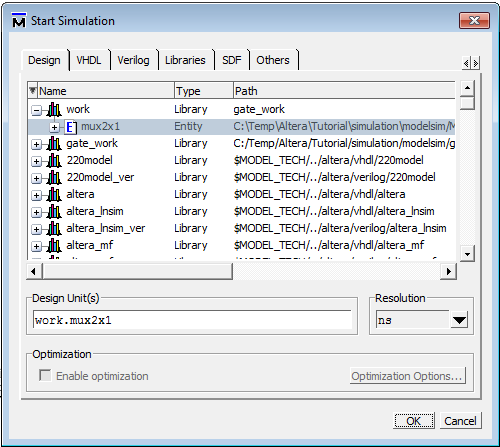 Start Simulation
Design VHDL Verilog Libraries SDF Others
Name Type Path
work Library gate_work
mux2x1 Entity C:\Temp\Altera\Tutorial\simulation\modelsim/M
gate_work Library C:/Temp/Altera/Tutorial/simulation/modelsim/g
220model Library $MODEL_TECH/../altera/vhdl/220model
220model_ver Library $MODEL_TECH/../altera/verilog/220model
altera Library $MODEL_TECH/../altera/vhdl/altera
altera_lnsim Library $MODEL_TECH/../altera/vhdl/altera_lnsim
altera_lnsim_ver Library $MODEL_TECH/../altera/verilog/altera_lnsim
altera_mf Library $MODEL_TECH/../altera/vhdl/altera_mf
Design Unit(s) Resolution
work.mux2x1 ns
Optimization
Enable optimization Optimization Options...
OK Cancel